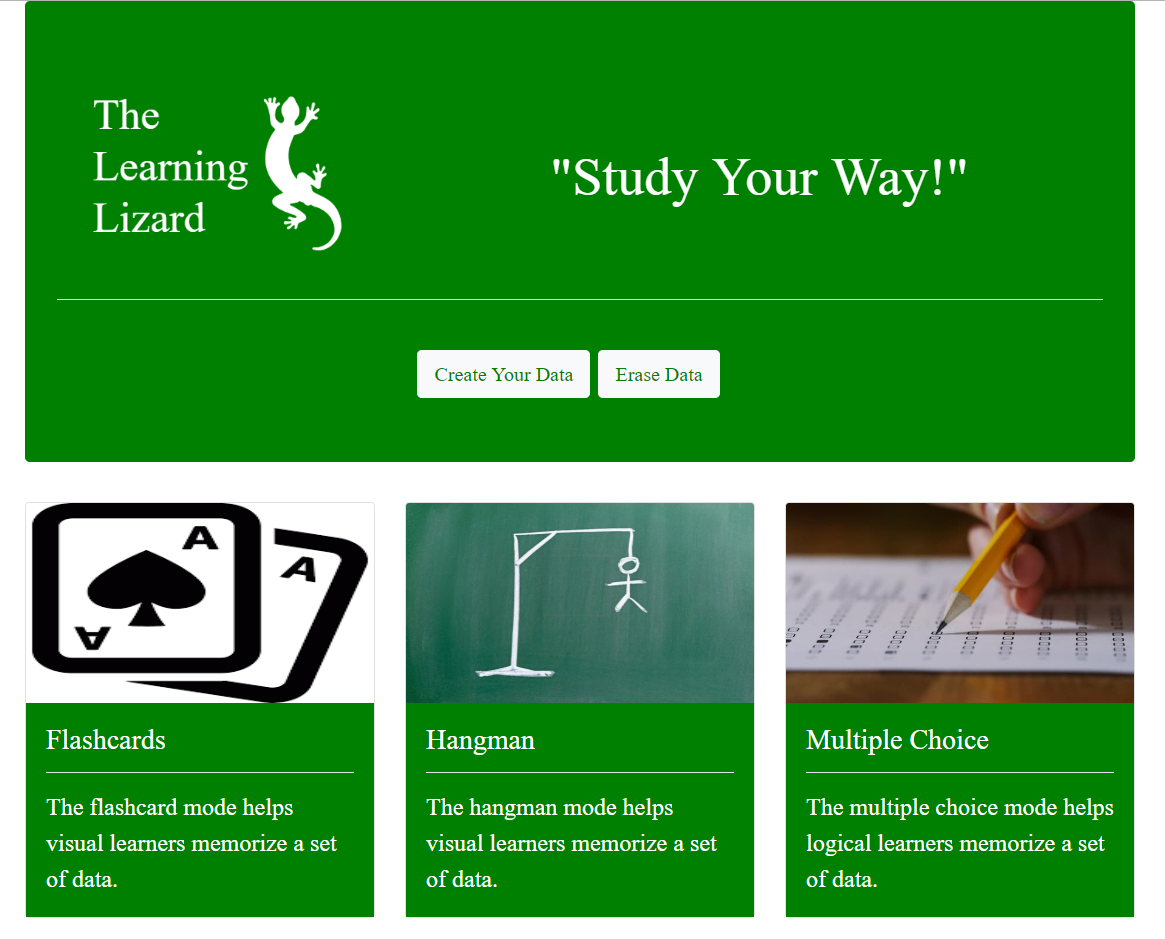 The
Learning
Lizard
"Study Your Way!"
Create Your Data
Erase Data
A
A
A
Flashcards
The flashcard mode helps
visual learners memorize a set
of data.
Hangman
The hangman mode helps
visual learners memorize a set
of data.
Multiple Choice
The multiple choice mode helps
logical learners memorize a set
of data.